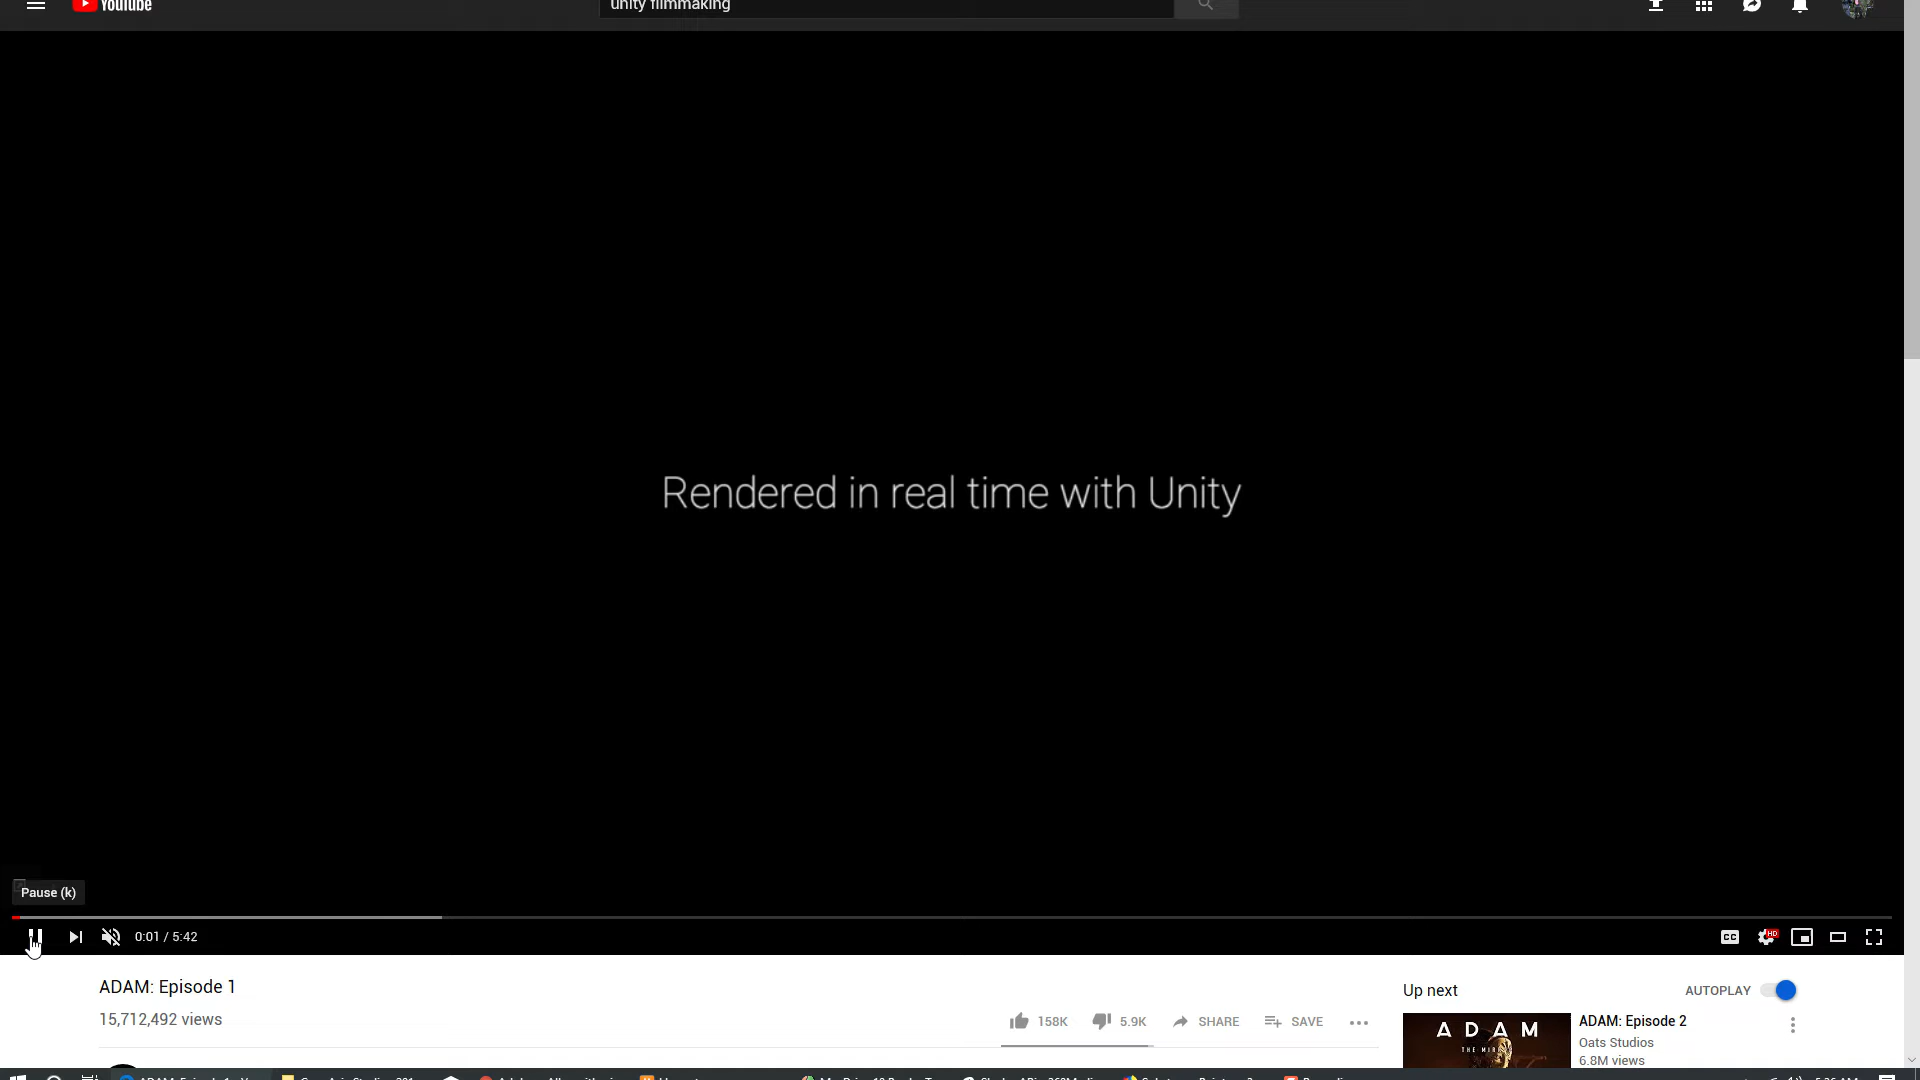 YouTube
unity filmmaking
Rendered in real time with Unity
Pause (k)
0:01 / 5:42
CC
HD
ADAM: Episode 1
15,712,492 views
158K
5.9K
SHARE
SAVE
Up next
AUTOPLAY
ADAM
ADAM: Episode 2
Oats Studios
6.8M views